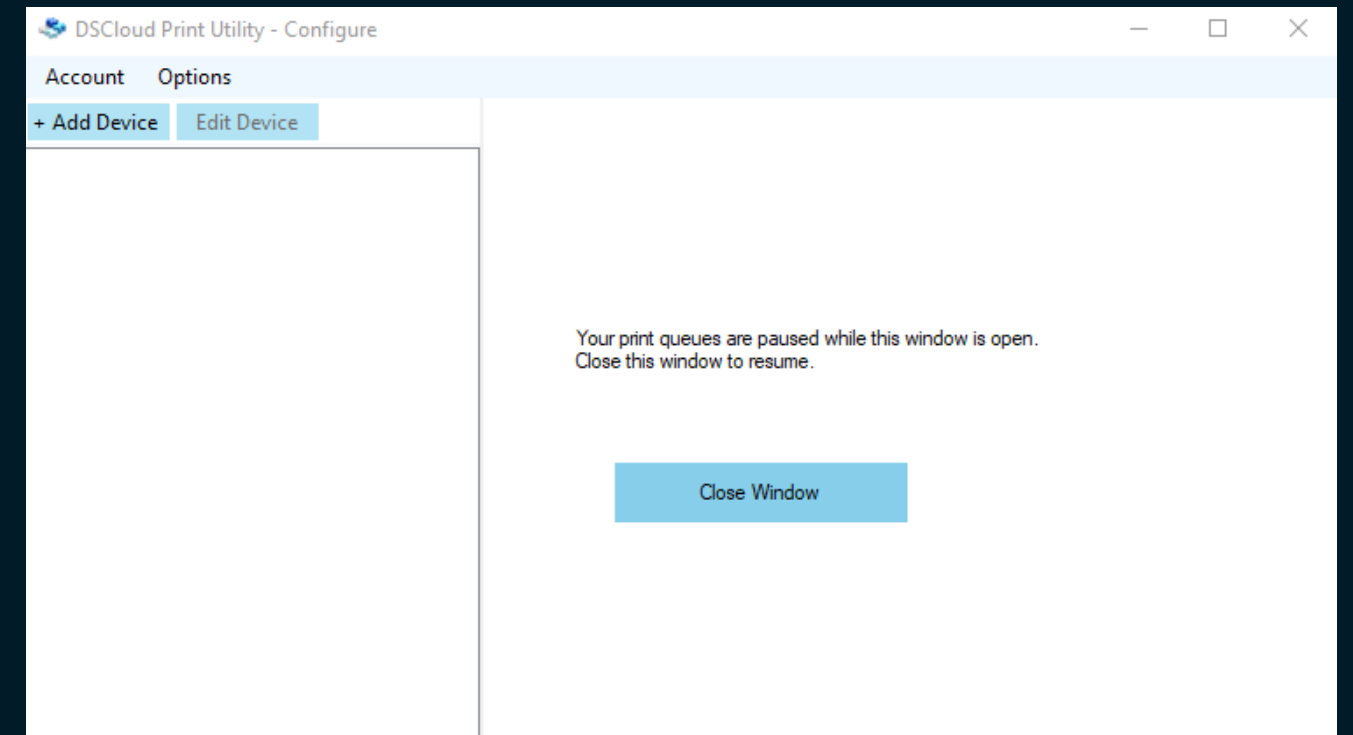 DSCloud Print Utility - Configure
Account Options
+ Add Device Edit Device
Your print queues are paused while this window is open.
Close this window to resume.
Close Window